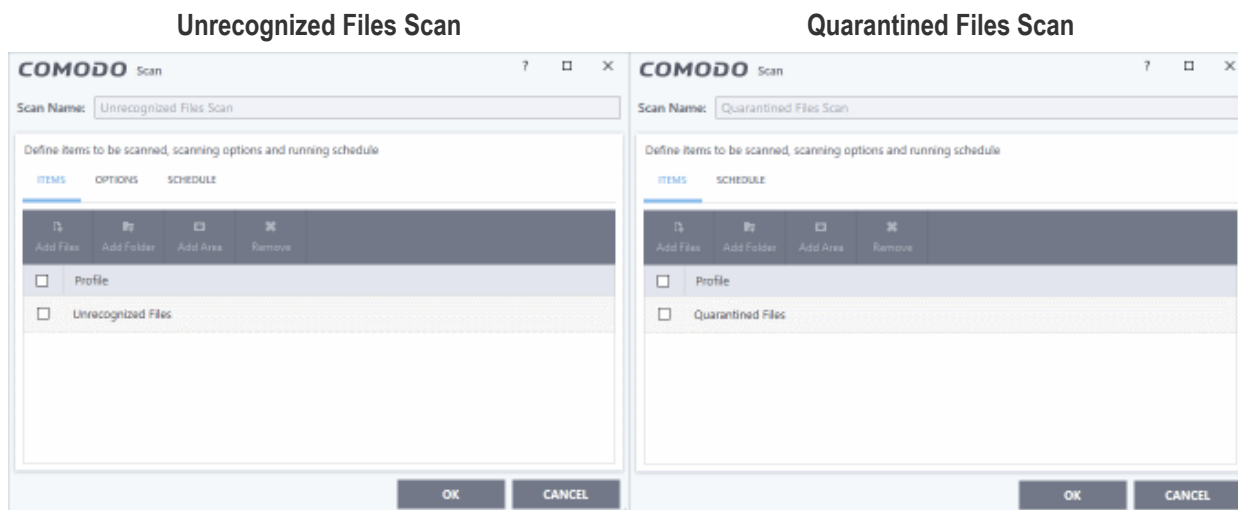 Unrecognized Files Scan
COMODO Scan ? X
Scan Name: Unrecognized Files Scan
Define items to be scanned, scanning options and running schedule
ITEMS OPTIONS SCHEDULE
Add Files Add Folder Add Area Remove
Profile
Unrecognized Files
OK CANCEL
Quarantined Files Scan
COMODO Scan ? X
Scan Name: Quarantined Files Scan
Define items to be scanned, scanning options and running schedule
ITEMS SCHEDULE
Add Files Add Folder Add Area Remove
Profile
Quarantined Files
OK CANCEL